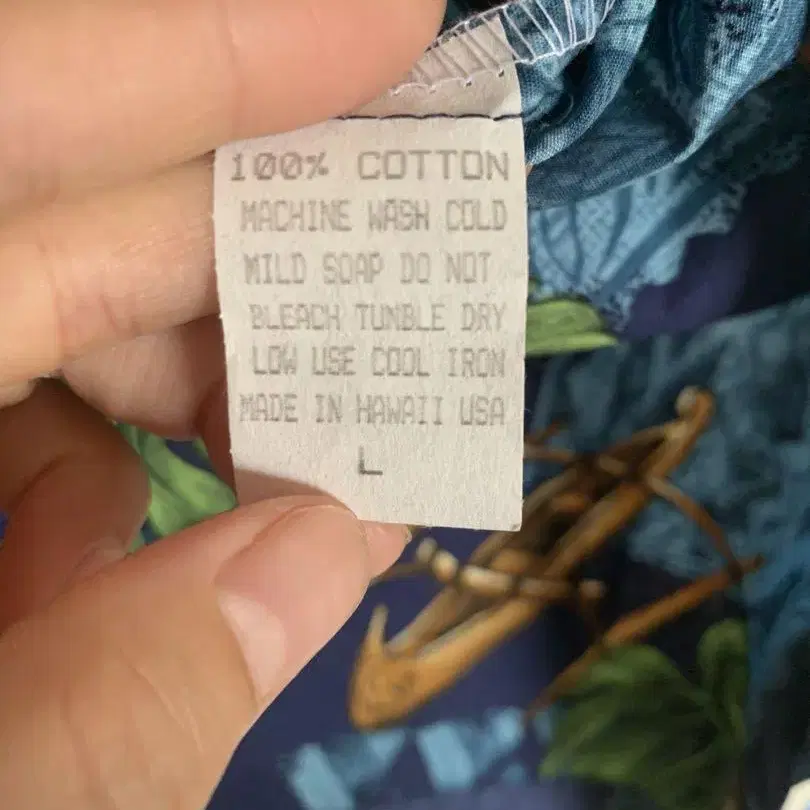 100% COTTON
MACHINE WASH COLD
MILD SOAP DO NOT
BLEACH TUMBLE DRY
LOW USE COOL IRON
MADE IN HAWAII USA
L